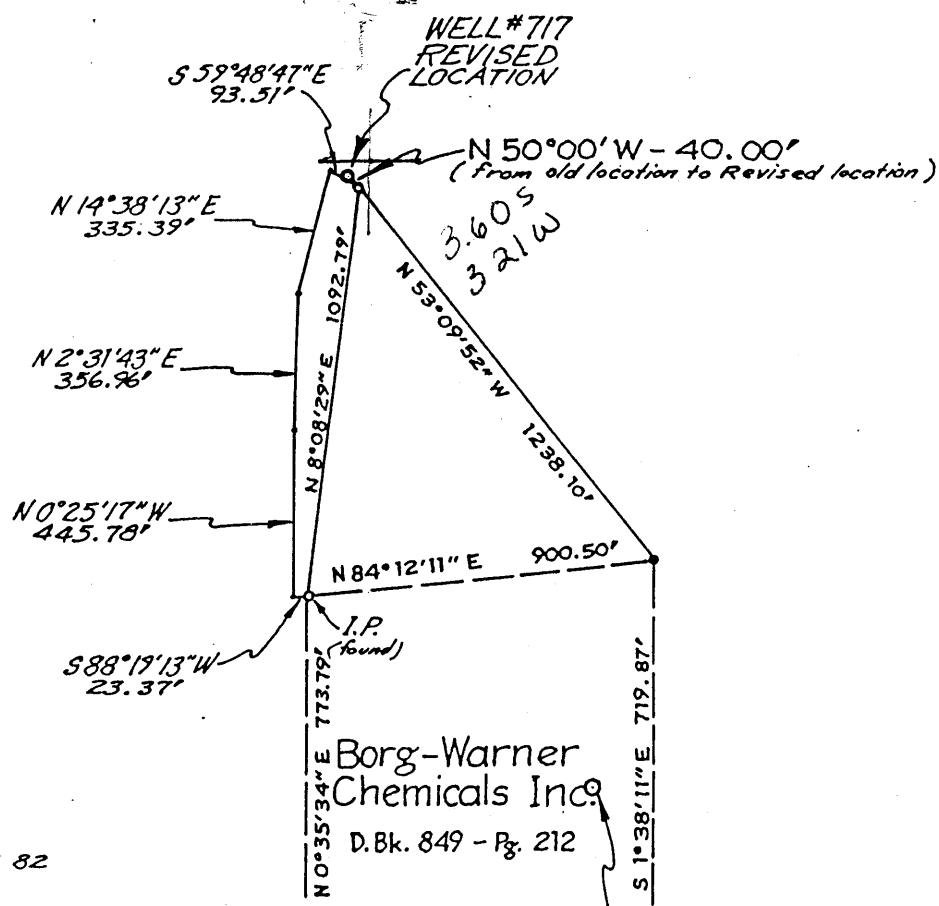 WELL #717
REVISED
LOCATION
S 59°48'47"E
93.51'
N 50°00' W - 40.00'
(from old location to Revised location)
N 14°38'13"E
335.39'
3.60 S
3.21 W
N 53°09'52" W 1238.10'
N 8°08'29" E 1092.79'
N 2°31'43"E
356.96'
N 0°25'17"W
445.78'
N 84°12'11" E 900.50'
I.P.
(found)
S 88°19'13"W
23.37'
N 0°35'34" E 773.79'
S 1°38'11" E 719.87'
Borg-Warner
Chemicals Inc.
D.Bk. 849 - Pg. 212
82